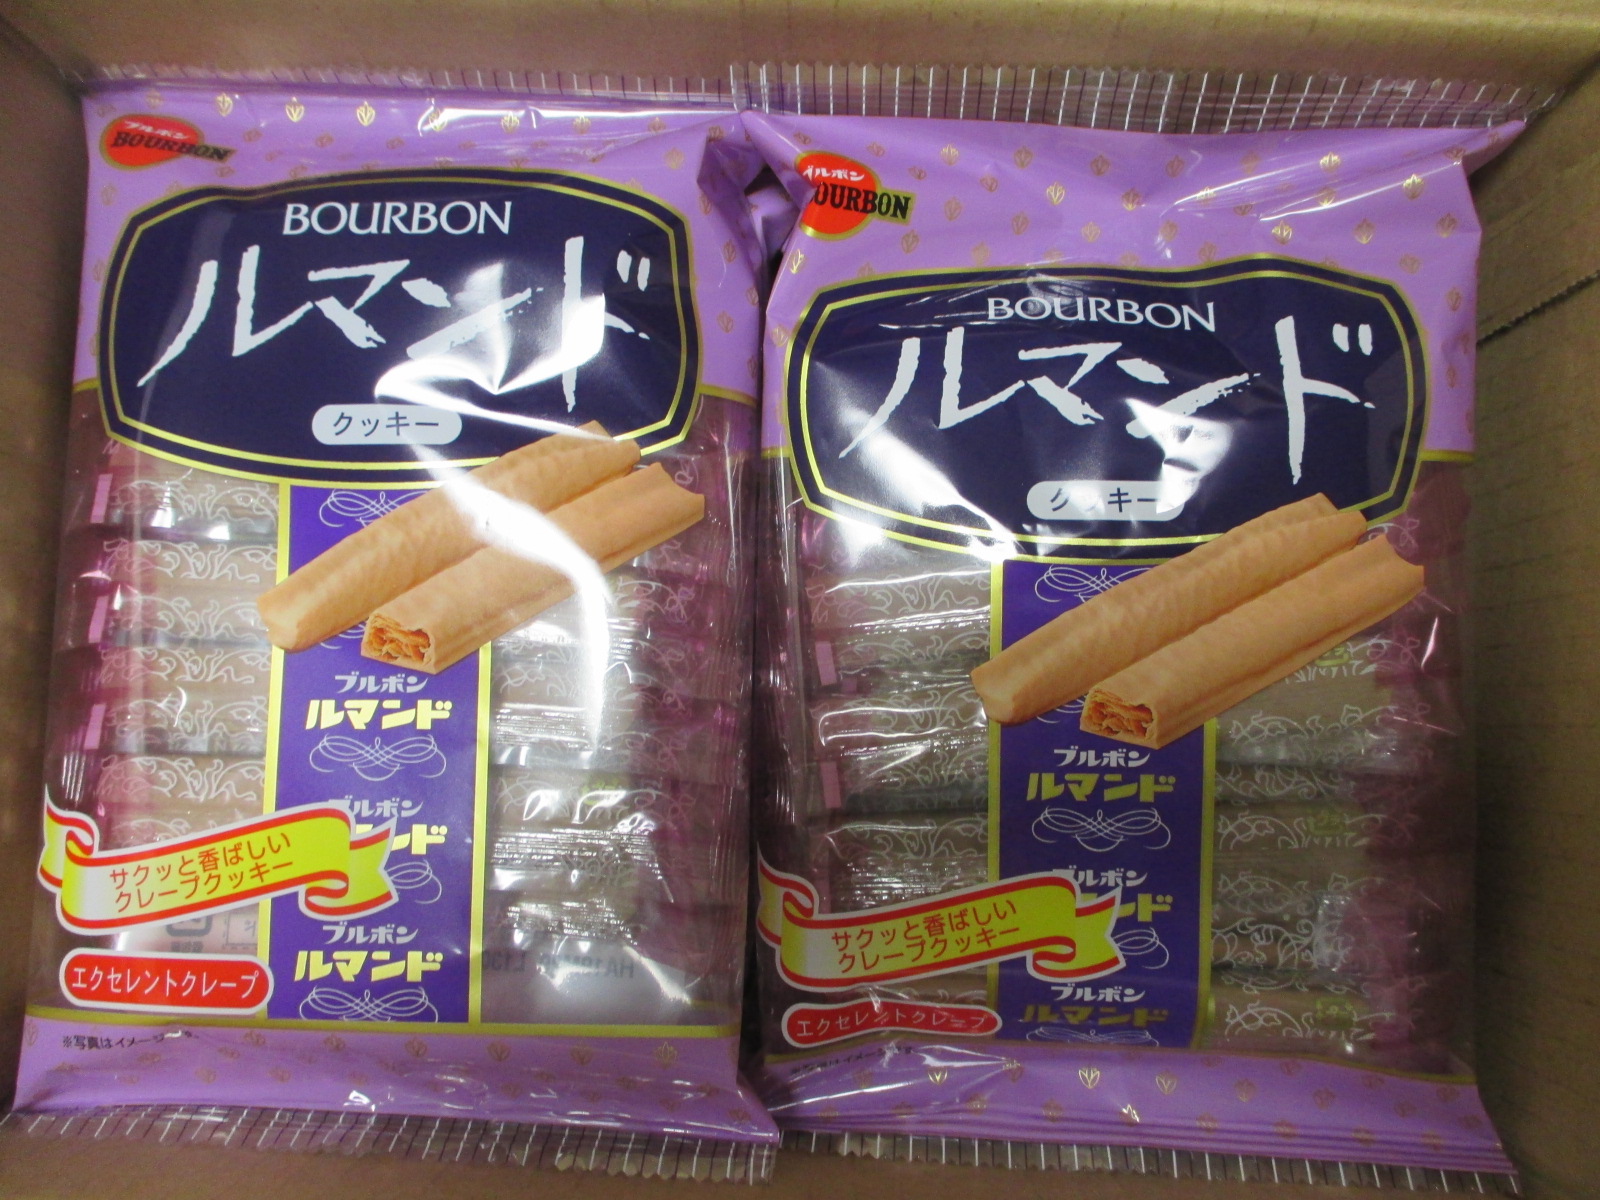 ブルボン
BOURBON
BOURBON
ルマンド
クッキー
ブルボン
ルマンド
ブルボン
ンド
サクッと香ばしい
クレープクッキー
ブルボン
ルマンド
エクセレントクレープ
※写真はイメージです。
ブルボン
BOURBON
BOURBON
ルマンド
クッキー
ブルボン
ルマンド
ブルボン
ンド
サクッと香ばしい
クレープクッキー
ブルボン
ルマンド
エクセレントクレープ